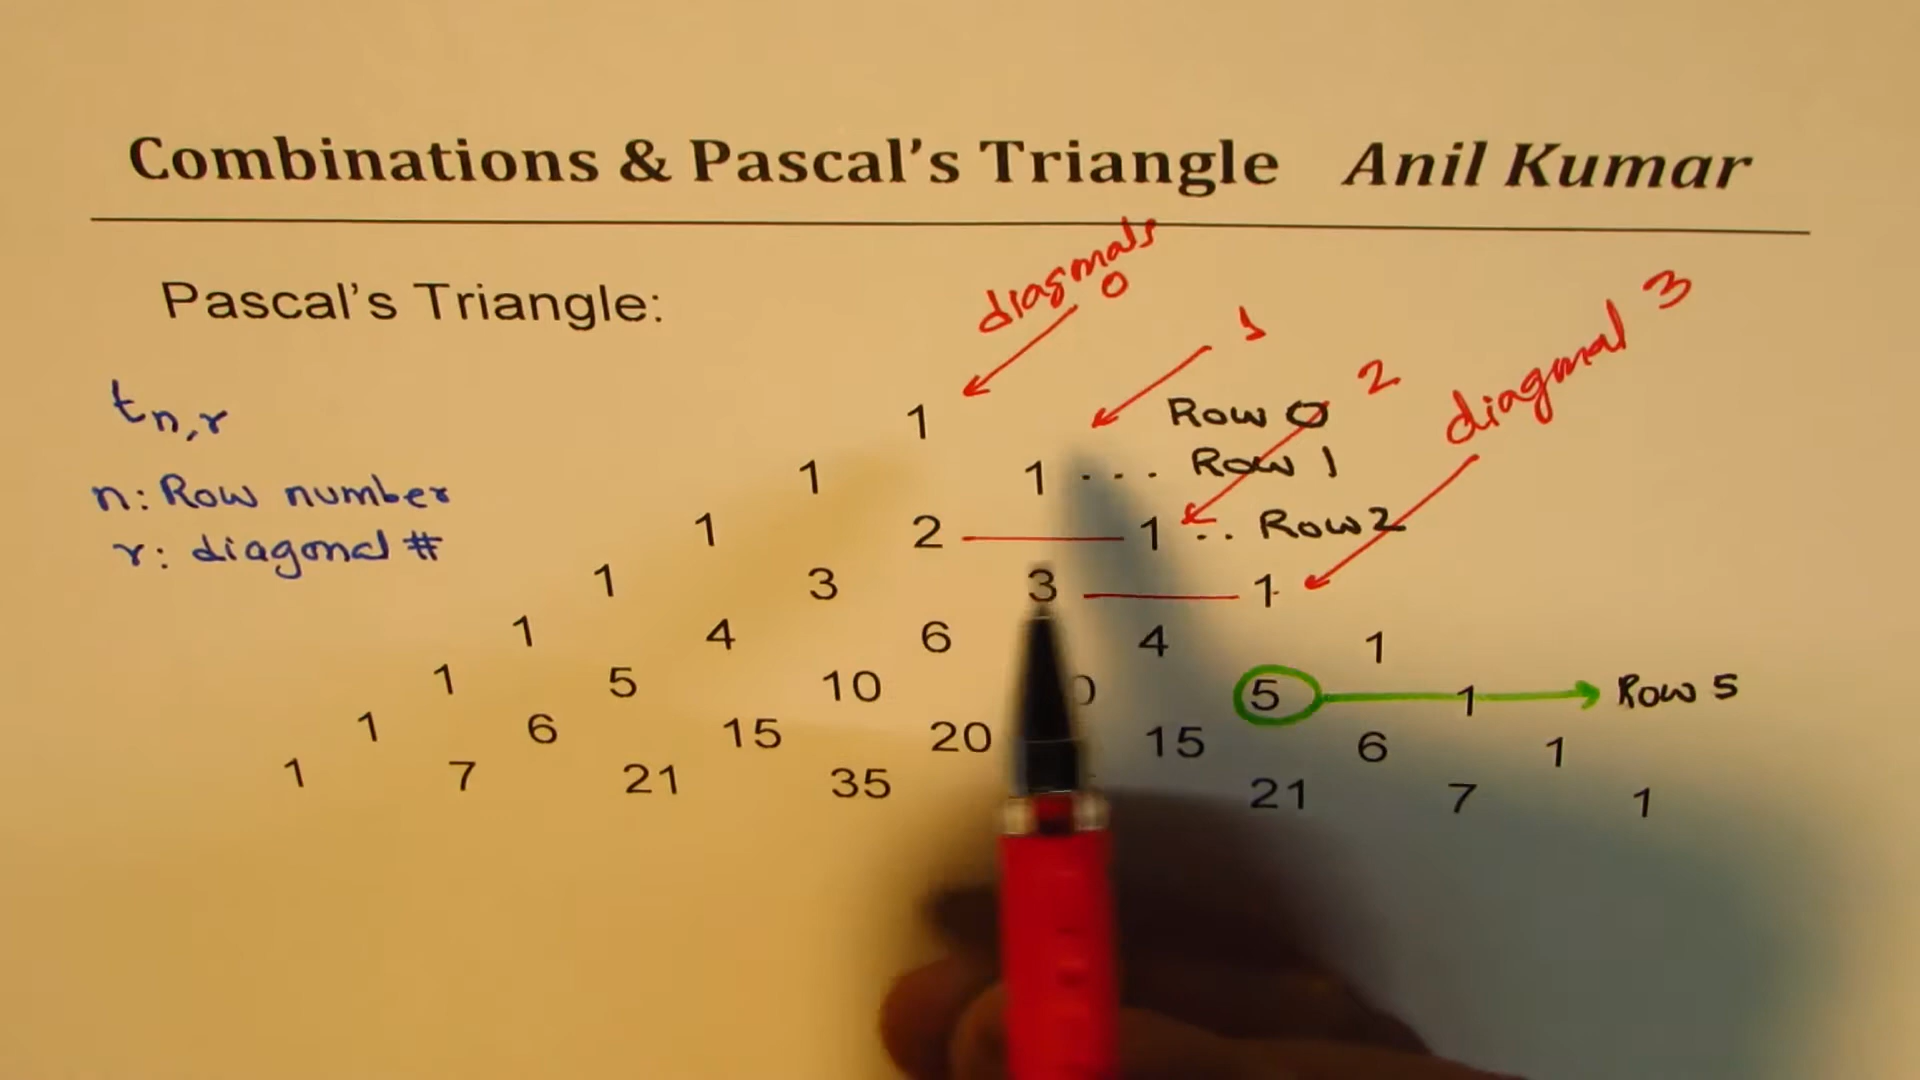 Combinations & Pascal's Triangle Anil Kumar
diagonals
0
1
diagonal 3
Pascal's Triangle:
2
t n,r
1 Row 0
n: Row number
1 1 ... Row 1
r: diagonal #
1 2 1 .. Row 2
1 3 3 1
1 4 6 4 1
1 5 10 0 5 1 Row 5
1 6 15 20 15 6 1
1 7 21 35 21 7 1